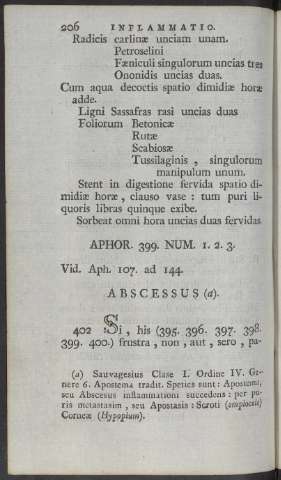 206 INFLAMMATIO.
Radicis carlinæ unciam unam.
Petroselini
Fæniculi singulorum uncias tres
Ononidis uncias duas.
Cum aqua decoctis spatio dimidiæ horæ
adde.
Ligni Sassafras rasi uncias duas
Foliorum Betonicæ
Rutæ
Scabiosæ
Tussilaginis, singulorum
manipulum unum.
Stent in digestione fervida spatio di-
midiæ horæ, clauso vase: tum puri li-
quoris libras quinque exibe.
Sorbeat omni hora uncias duas fervidas.
APHOR. 399. NUM. 1. 2. 3.
Vid. Aph. 107. ad 144.
ABSCESSUS (a).
402 Si, his (395. 396. 397. 398.
399. 400.) frustra, non, aut, sero, pa-
(a) Sauvagesius Classe I. Ordine IV. Ge-
nere 6. Apostema tradit. Species sunt: Apostema,
seu Abscesus inflammationi succedens: per pu-
ris metastasim, seu Apostasis: Scroti (empiocele)
Corneæ (Hypopium).